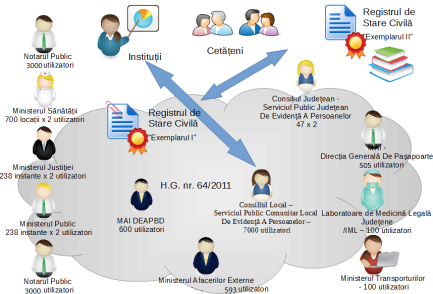 Registrul de
Stare Civilă
"Exemplarul II"
Instituții
Cetățeni
Notarul Public
3000 utilizatori
Ministerul Sănătății
700 locații x 2 utilizatori
Registrul de
Stare Civilă
"Exemplarul I"
Consiliul Județean -
Serviciul Public Județean
De Evidență A Persoanelor
47 x 2
MAI -
Direcția Generală De Pașapoarte
505 utilizatori
Ministerul Justiției
238 instante x 2 utilizatori
H.G. nr. 64/2011
Ministerul Public
238 instante x 2 utilizatori
MAI DEAPBD
600 utilizatori
Consiliul Local –
Serviciul Public Comunitar Local
De Evidență A Persoanelor –
7000 utilizatori
Laboratoare de Medicină Legală
Județene
/IML – 100 utilizatori
Notarul Public
3000 utilizatori
Ministerul Afacerilor Externe
593 utilizatori
Ministerul Transporturilor
- 100 utilizatori